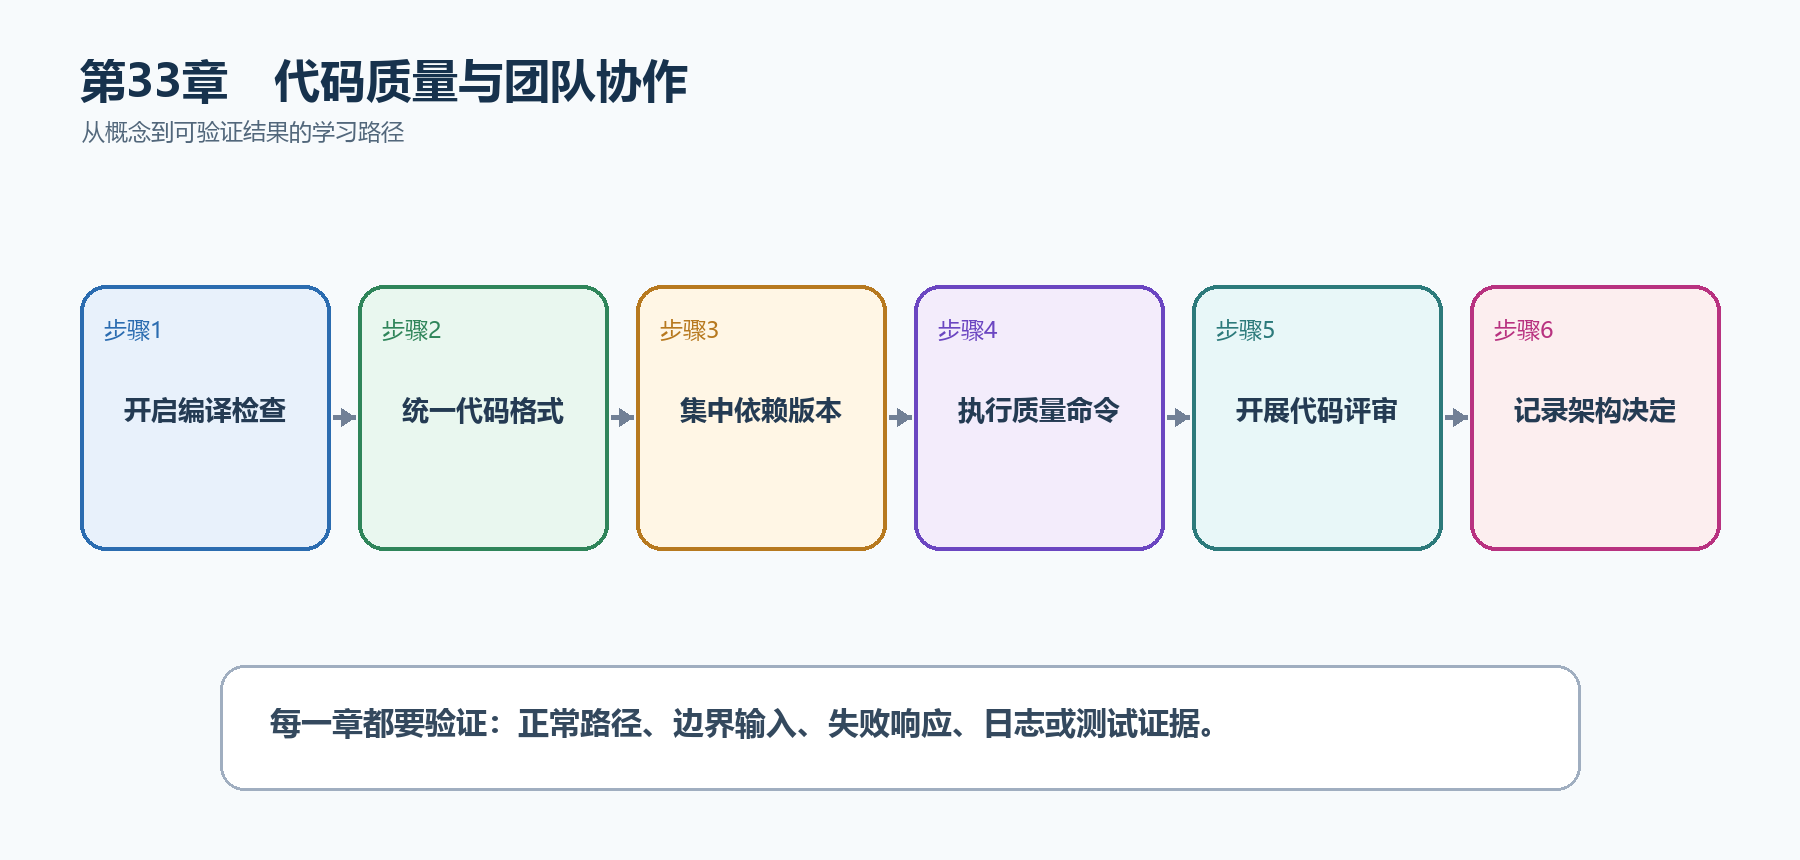 第33章　代码质量与团队协作
从概念到可验证结果的学习路径
步骤1
开启编译检查
步骤2
统一代码格式
步骤3
集中依赖版本
步骤4
执行质量命令
步骤5
开展代码评审
步骤6
记录架构决定
每一章都要验证：正常路径、边界输入、失败响应、日志或测试证据。